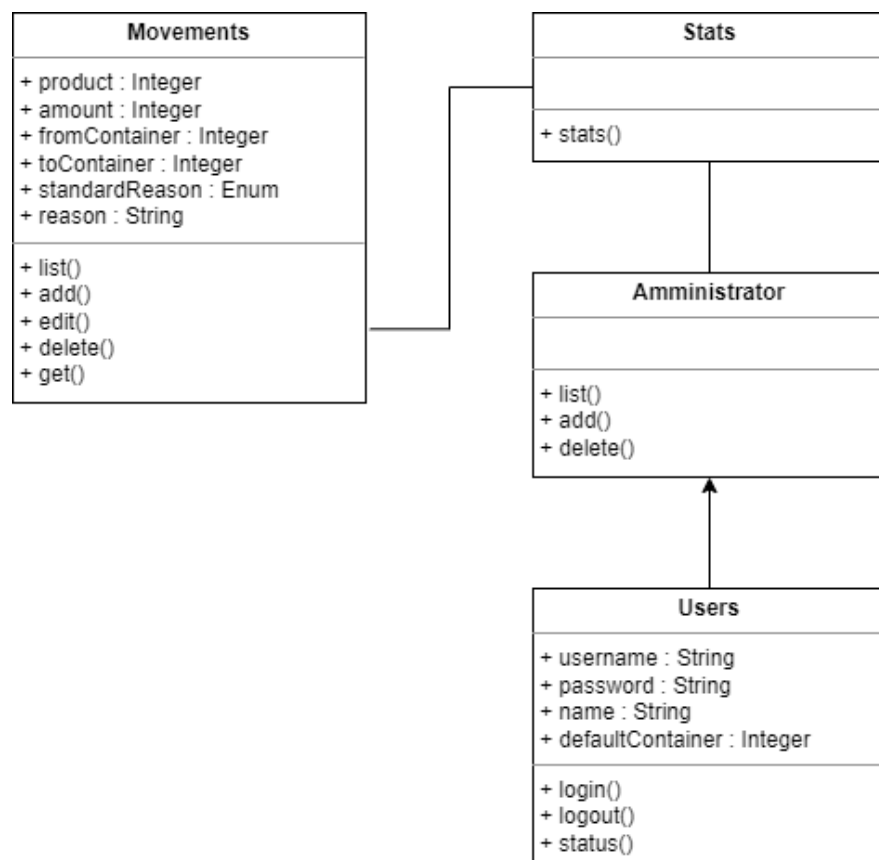 Movements
+ product : Integer
+ amount : Integer
+ fromContainer : Integer
+ toContainer : Integer
+ standardReason : Enum
+ reason : String
+ list()
+ add()
+ edit()
+ delete()
+ get()
Stats
+ stats()
Amministrator
+ list()
+ add()
+ delete()
Users
+ username : String
+ password : String
+ name : String
+ defaultContainer : Integer
+ login()
+ logout()
+ status()